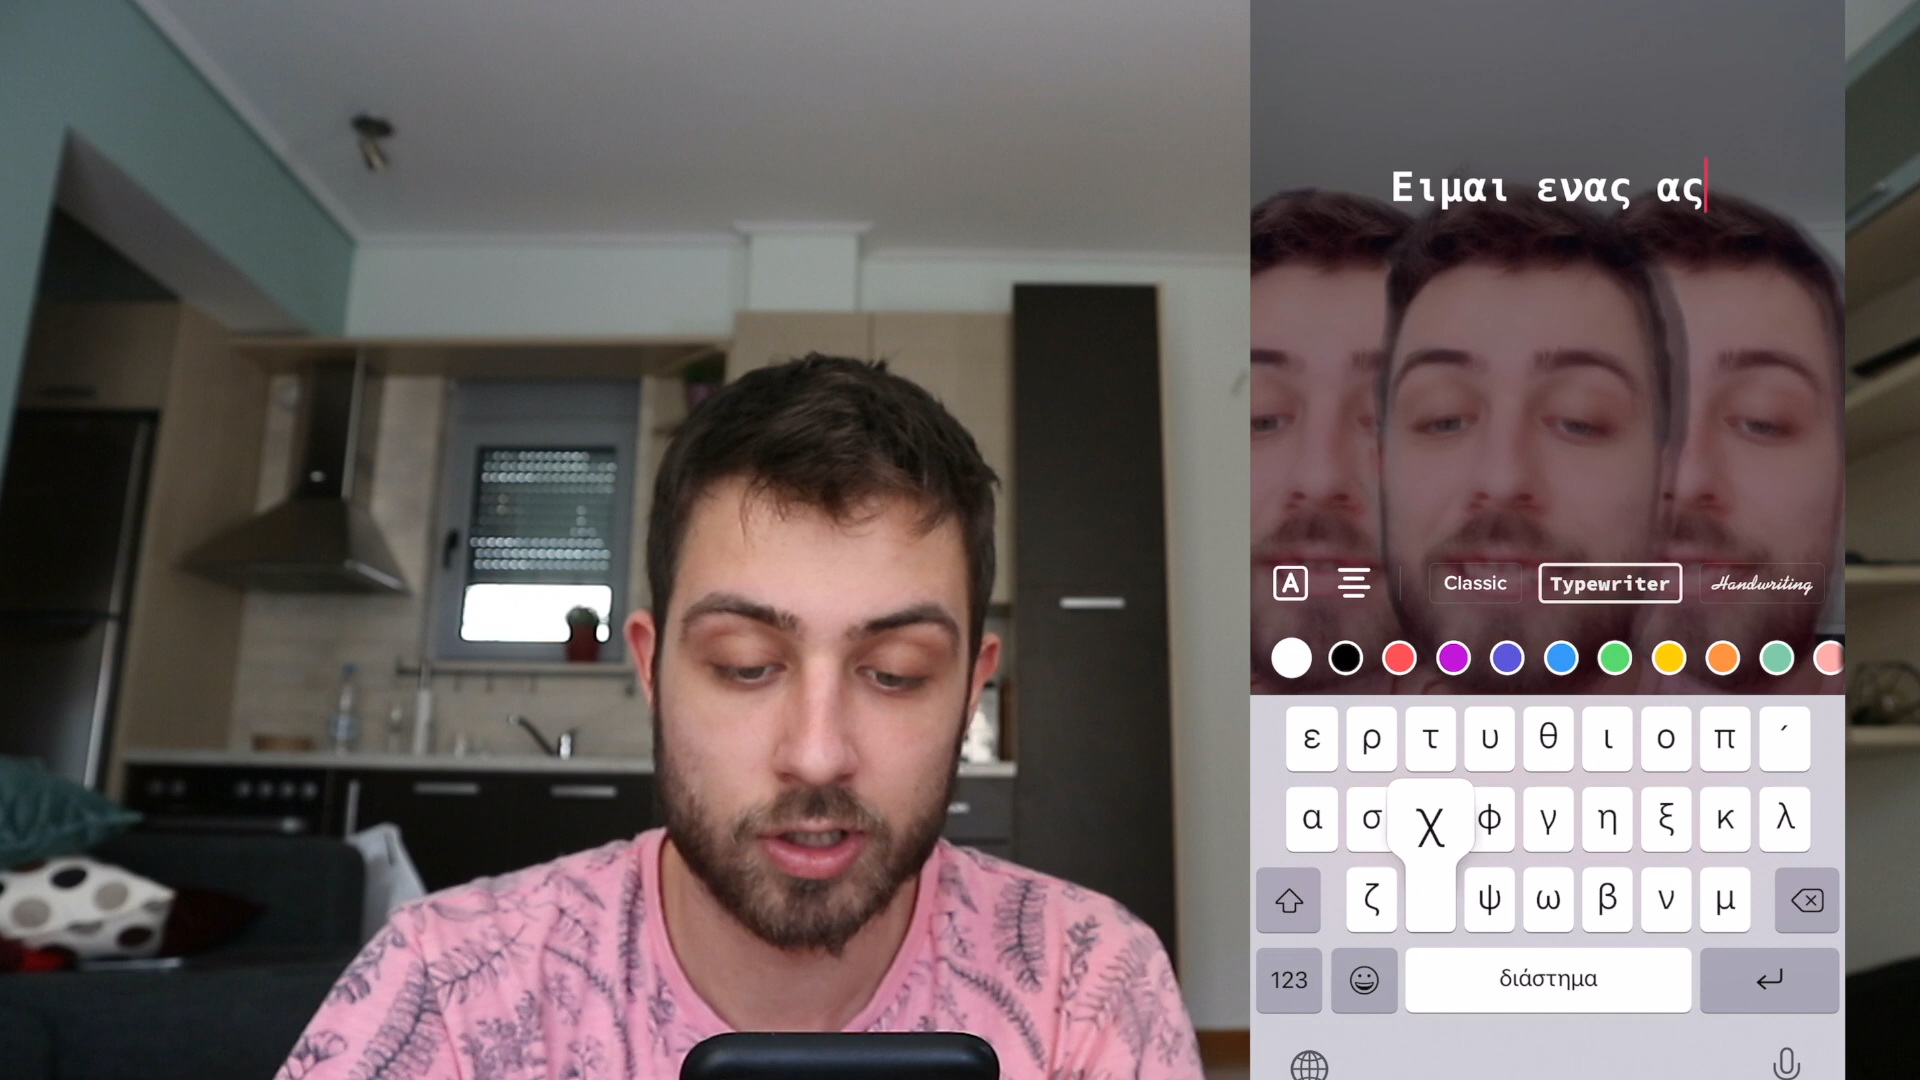 Ειμαι ενας ας
Classic Typewriter Handwriting
ε ρ τ υ θ ι ο π ΄
α σ χ φ γ η ξ κ λ
ζ ψ ω β ν μ
123 διάστημα